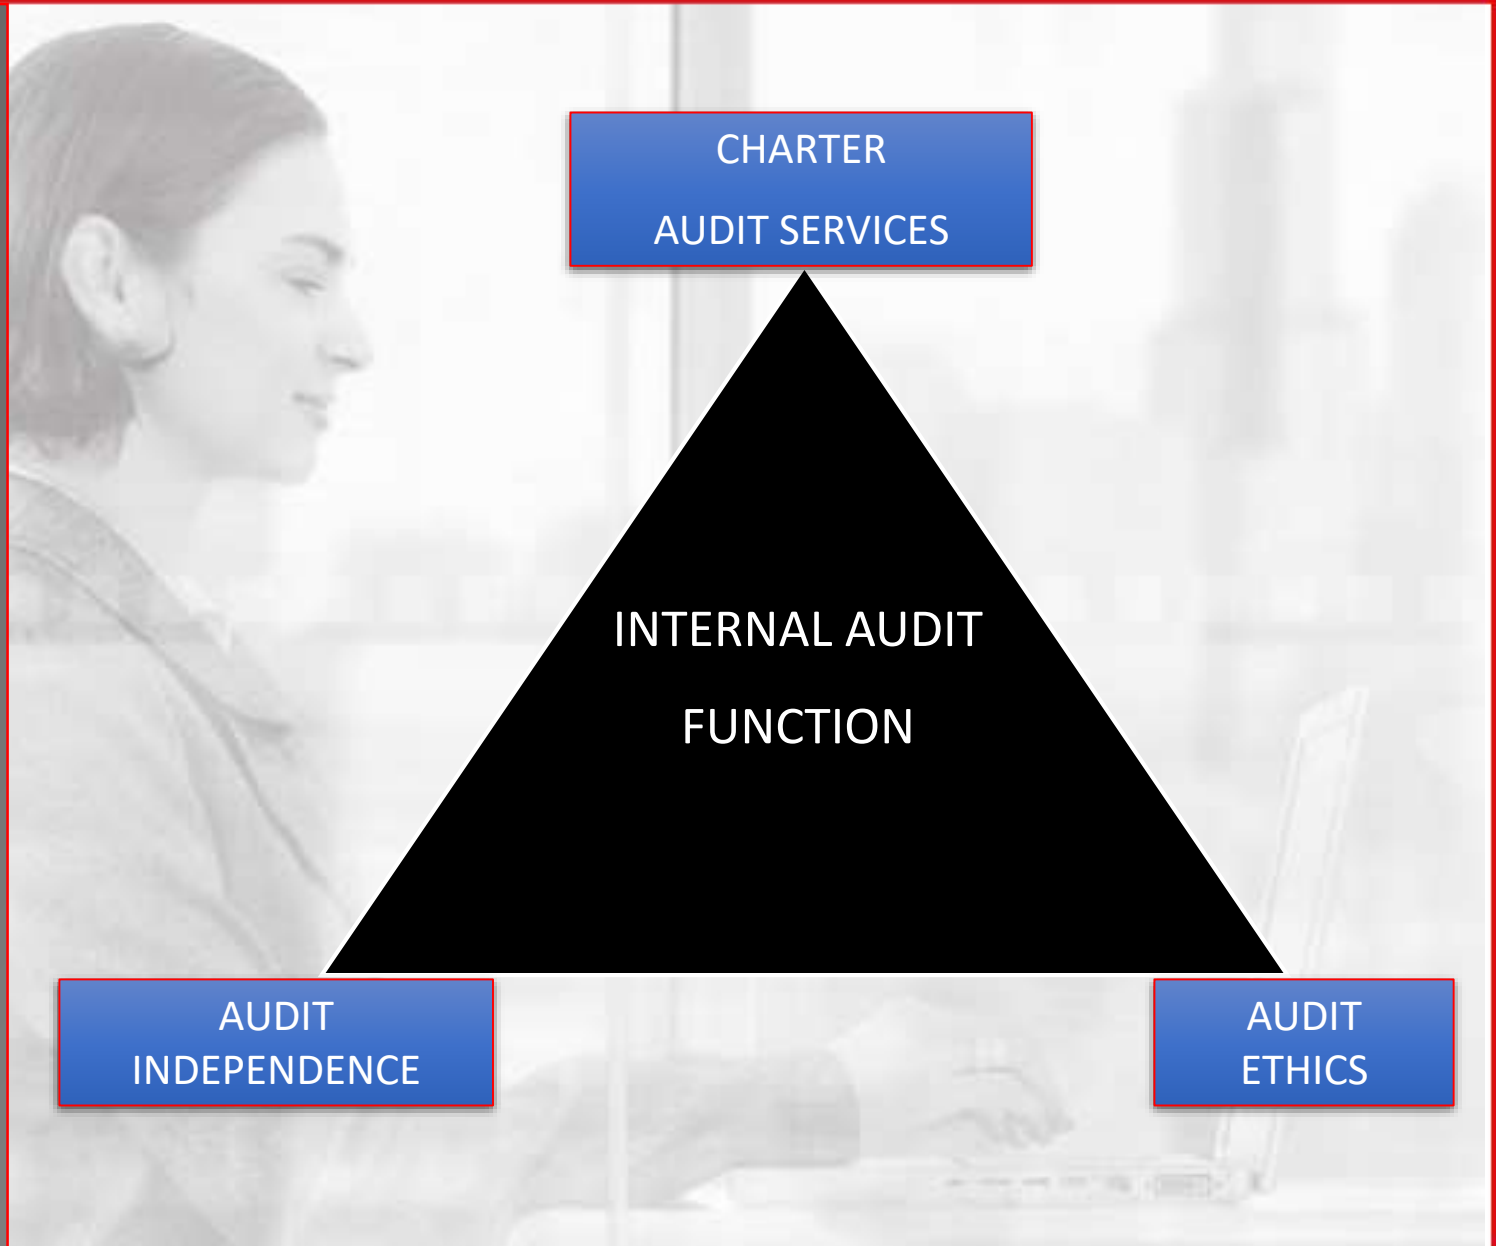 CHARTER
AUDIT SERVICES
INTERNAL AUDIT
FUNCTION
AUDIT
INDEPENDENCE
AUDIT
ETHICS